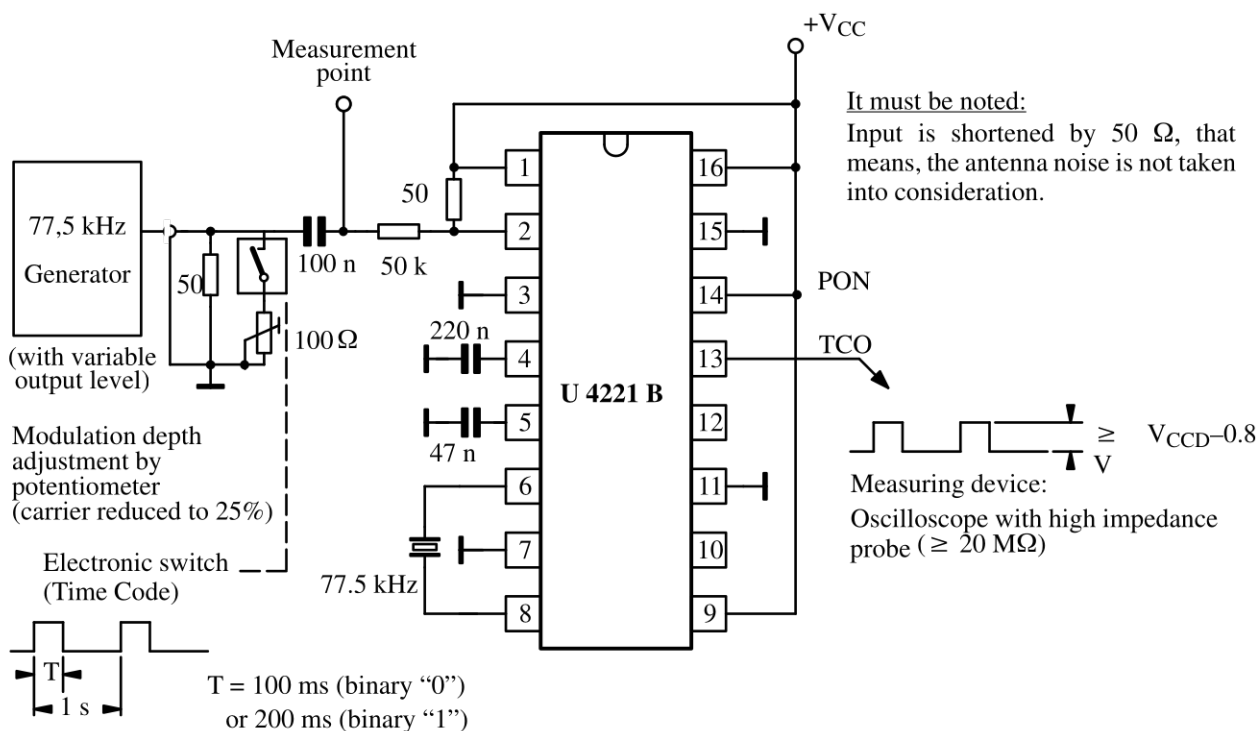 +VCC
Measurement
point
It must be noted:
Input is shortened by 50 Ω, that
means, the antenna noise is not taken
into consideration.
77,5 kHz
Generator
(with variable
output level)
50
100 n
100 Ω
50 k
50
220 n
47 n
77.5 kHz
1
2
3
4
5
6
7
8
U 4221 B
16
15
14
13
12
11
10
9
PON
TCO
≥ VCCD–0.8
V
Measuring device:
Oscilloscope with high impedance
probe (≥ 20 MΩ)
Modulation depth
adjustment by
potentiometer
(carrier reduced to 25%)
Electronic switch
(Time Code)
T
1 s
T = 100 ms (binary “0”)
or 200 ms (binary “1”)